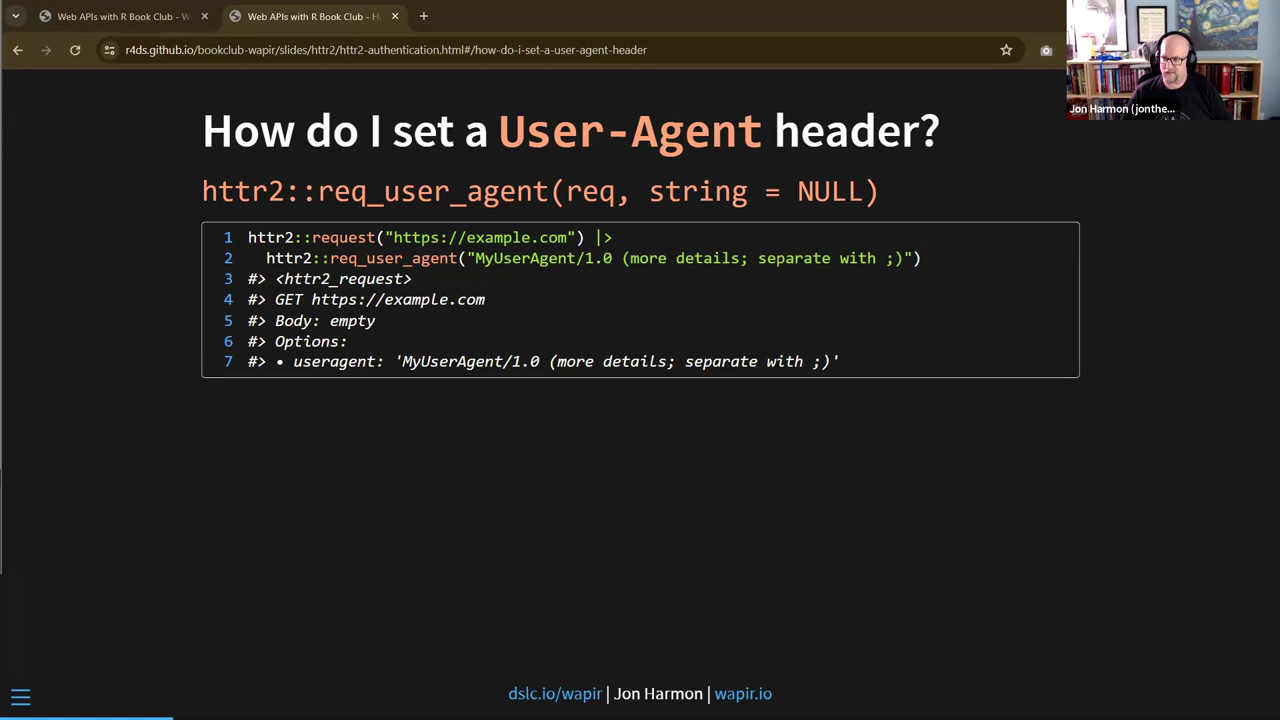 Web APIs with R Book Club - W
Web APIs with R Book Club - H
r4ds.github.io/bookclub-wapir/slides/httr2/httr2-authentication.html#/how-do-i-set-a-user-agent-header
Jon Harmon (jonthe...
How do I set a User-Agent header?
httr2::req_user_agent(req, string = NULL)
1 httr2::request("https://example.com") |>
2 httr2::req_user_agent("MyUserAgent/1.0 (more details; separate with ;)")
3 #> <httr2_request>
4 #> GET https://example.com
5 #> Body: empty
6 #> Options:
7 #> • useragent: 'MyUserAgent/1.0 (more details; separate with ;)'
dslc.io/wapir | Jon Harmon | wapir.io